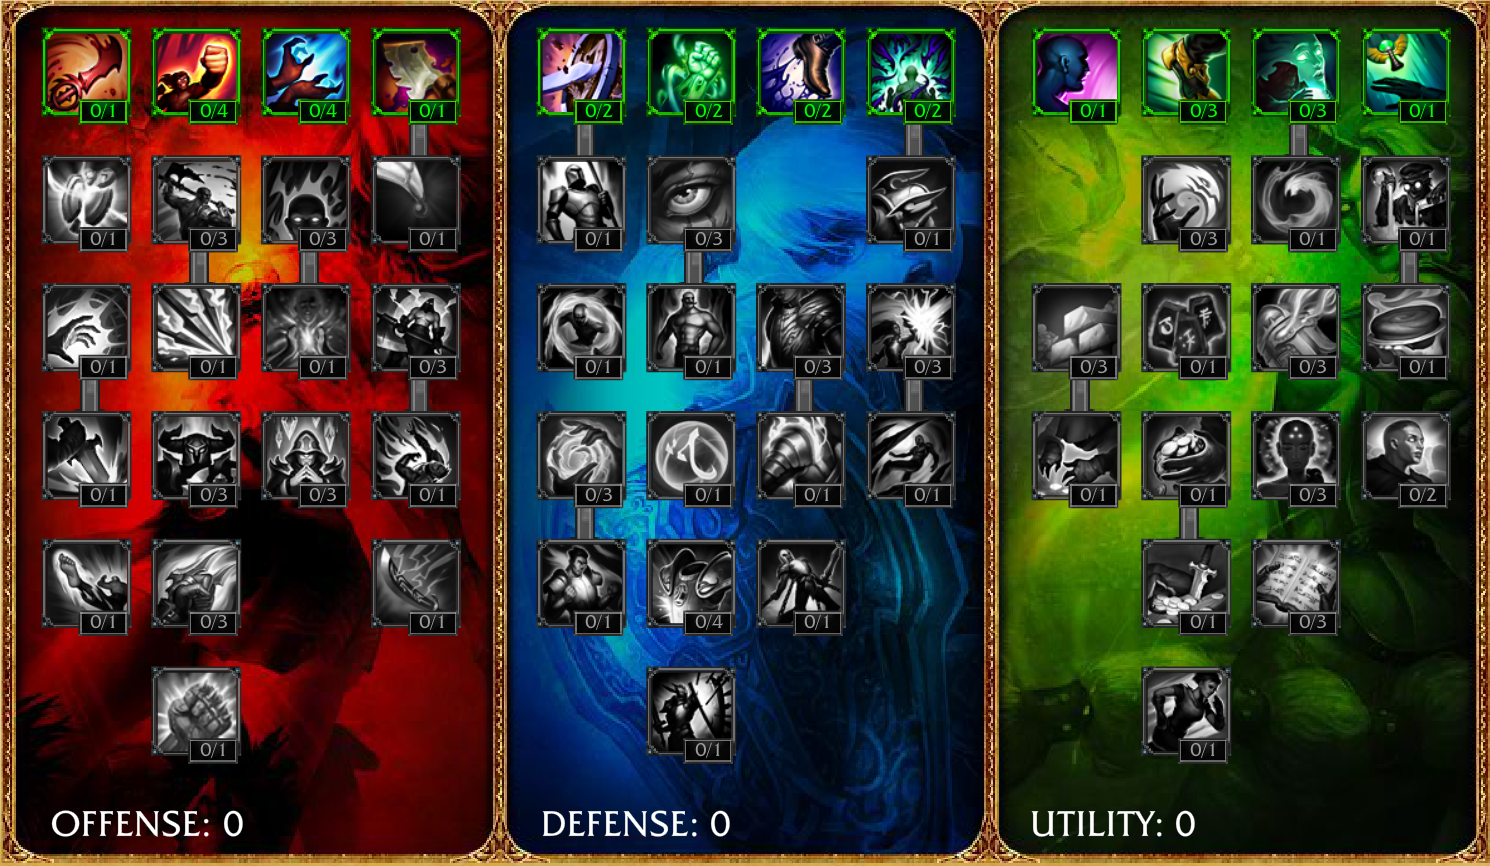 0/1 0/4 0/4 0/1 0/2 0/2 0/2 0/2 0/1 0/3 0/3 0/1
0/1 0/3 0/3 0/1 0/1 0/3 0/1 0/3 0/1 0/1
0/1 0/1 0/1 0/3 0/1 0/1 0/3 0/3 0/3 0/1 0/3 0/1
0/1 0/3 0/3 0/1 0/3 0/1 0/1 0/1 0/1 0/1 0/3 0/2
0/1 0/3 0/1 0/1 0/4 0/1 0/1 0/3
0/1 0/1 0/1
OFFENSE: 0 DEFENSE: 0 UTILITY: 0